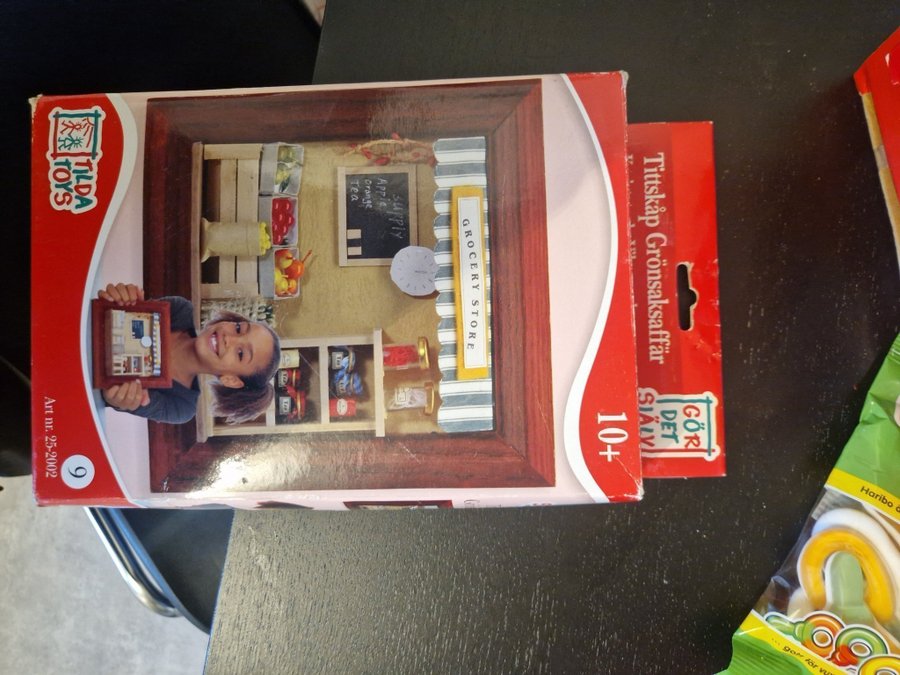 Tittskåp Grönsaksaffär
GÖR
DET
SJÄLV
10+
GROCERY STORE
SUPPLY
Apple
orange
Tea
Tea
TILDA
TOYS
Art nr. 25-2002
9
Haribo